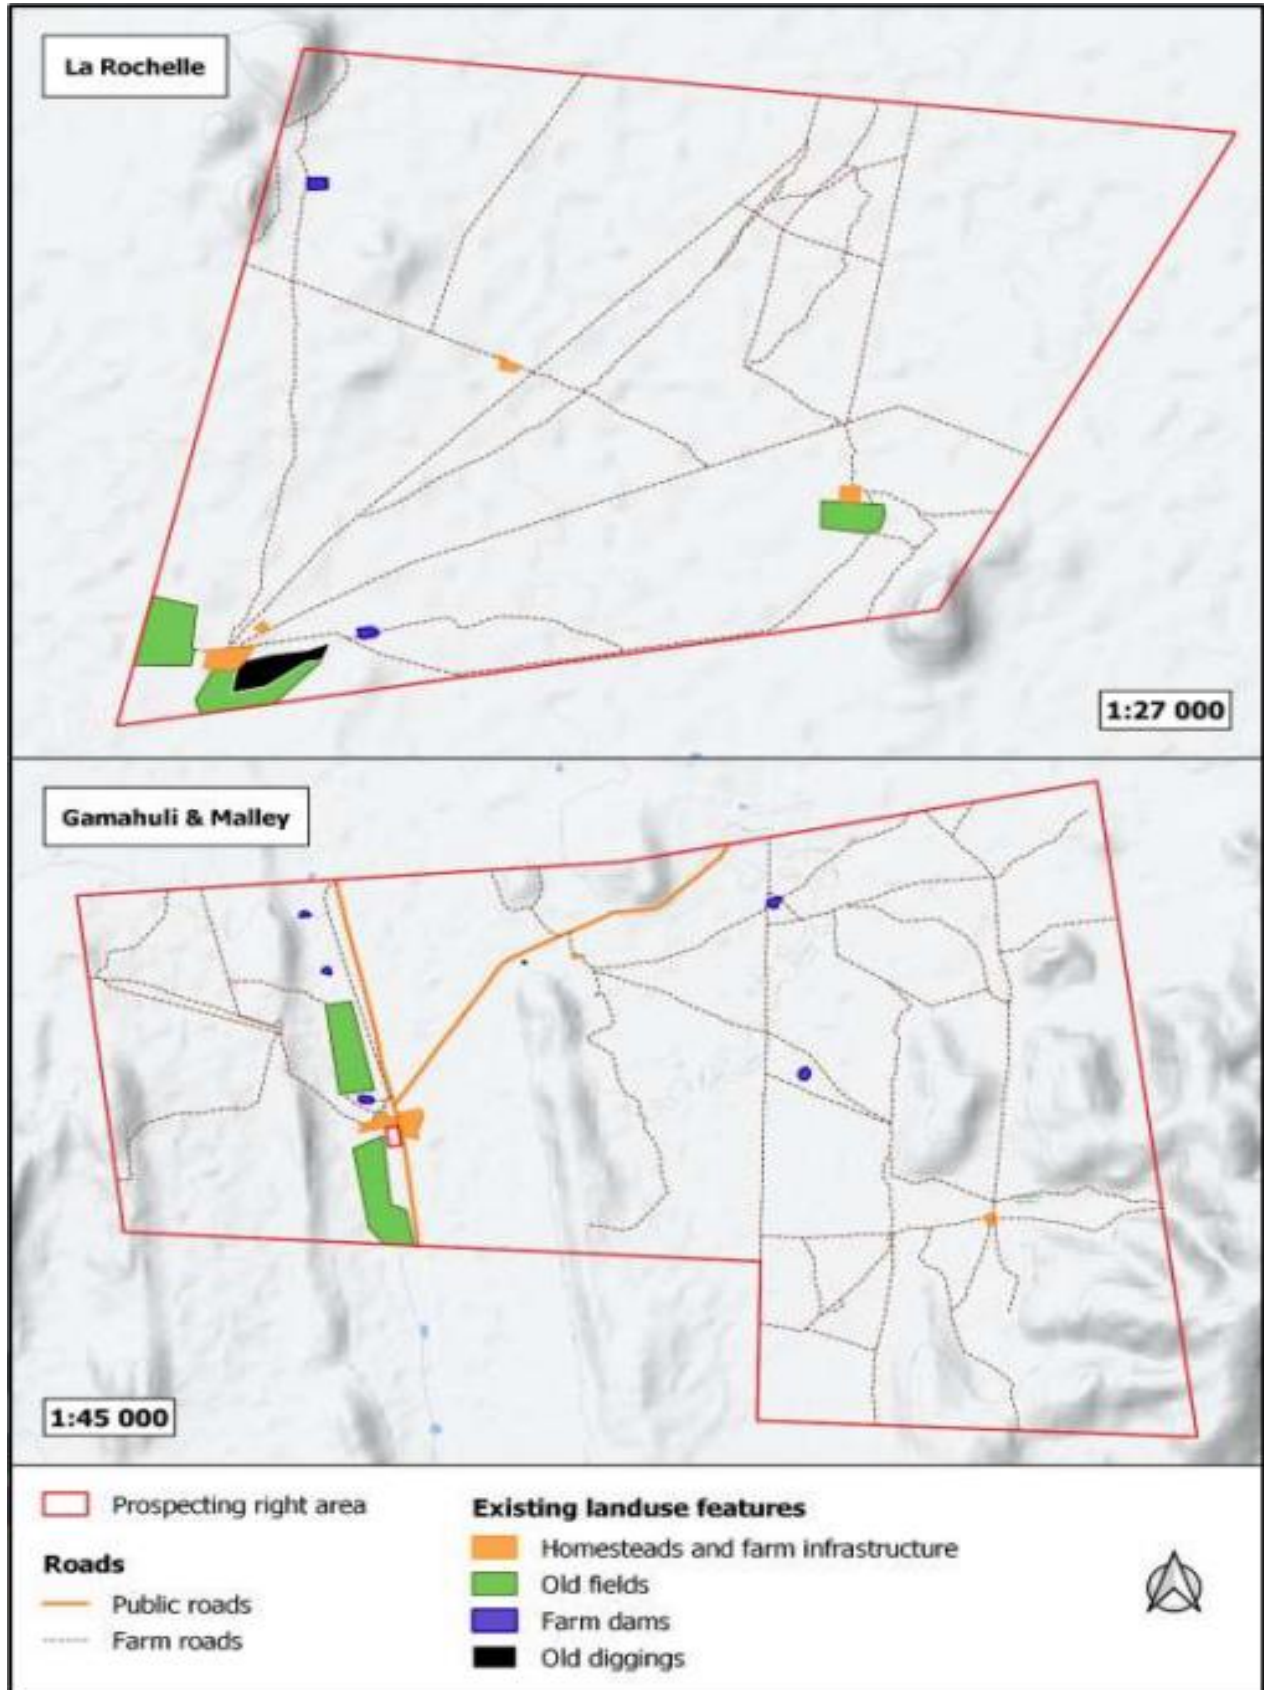 La Rochelle
1:27 000
Gamahuli & Malley
1:45 000
Prospecting right area
Roads
Public roads
Farm roads
Existing landuse features
Homesteads and farm infrastructure
Old fields
Farm dams
Old diggings